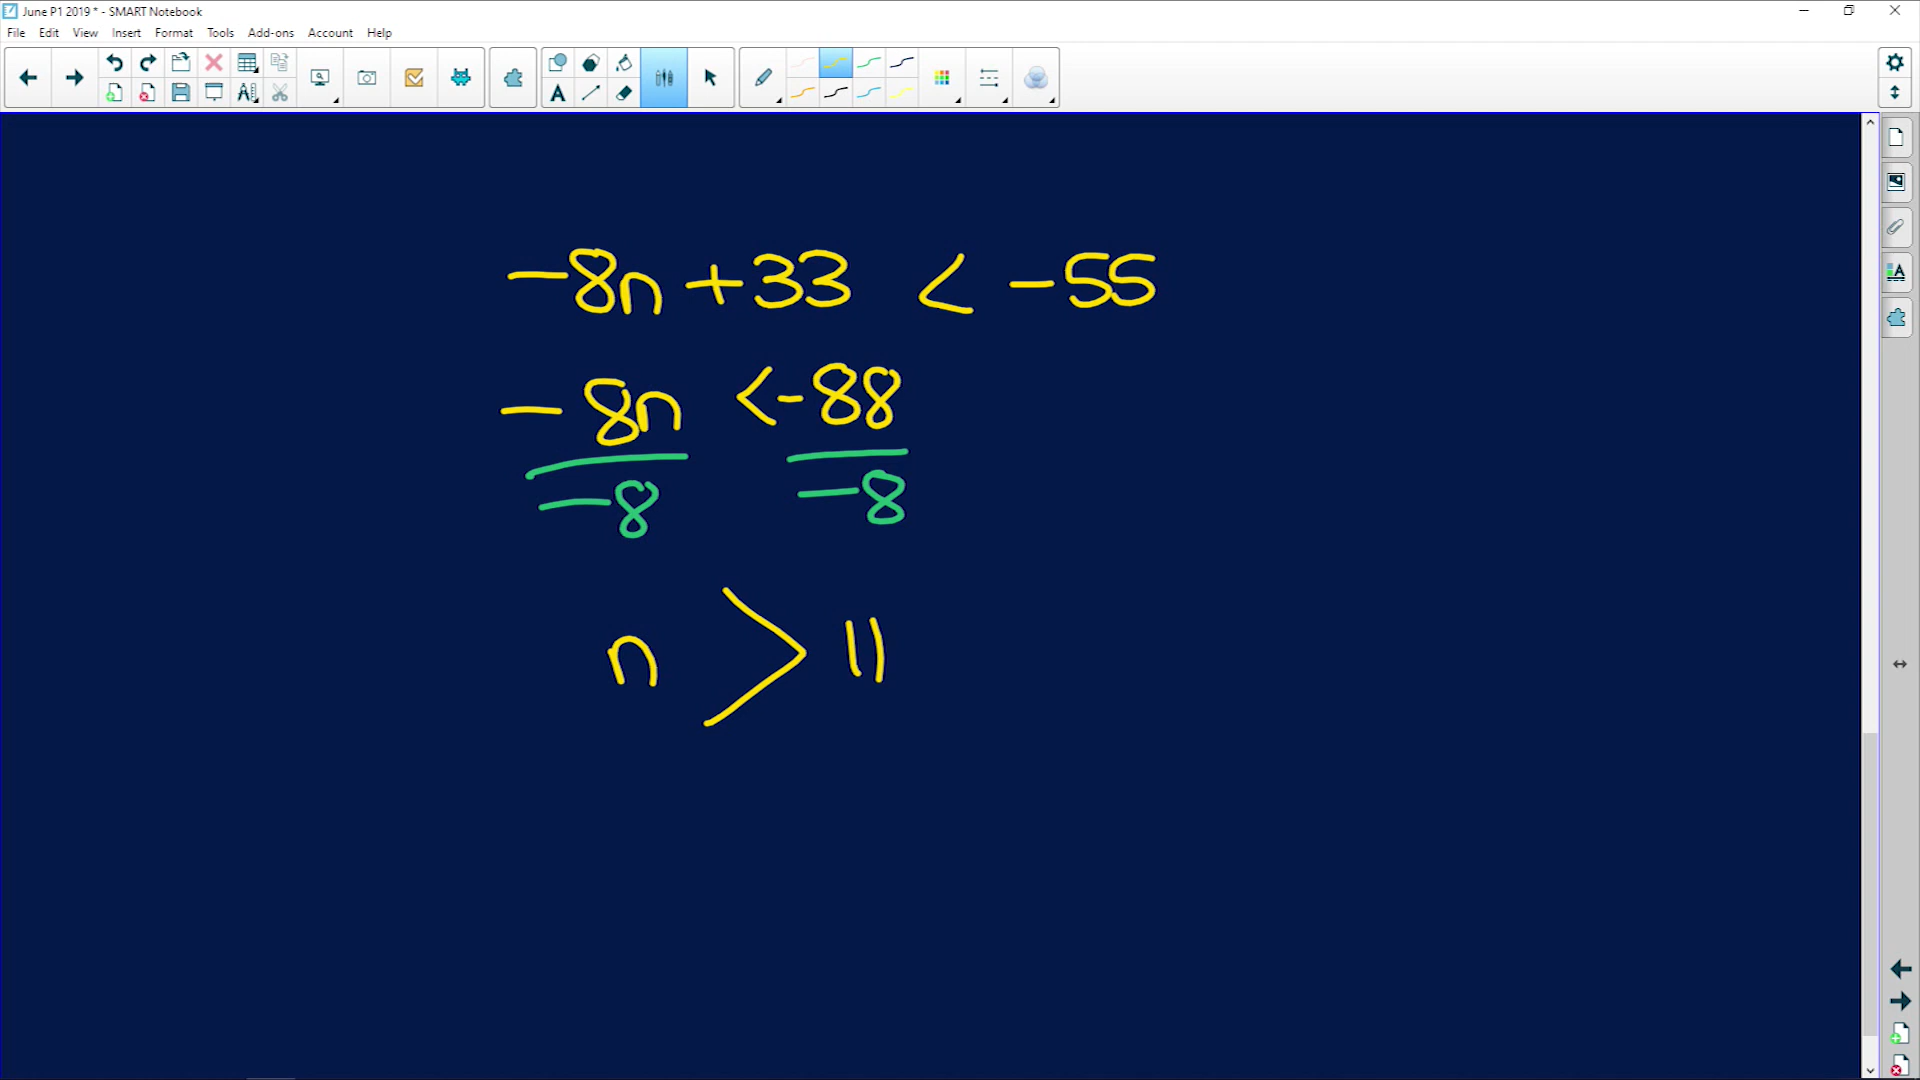 June P1 2019 * - SMART Notebook
File Edit View Insert Format Tools Add-ons Account Help
-8n + 33 < -55
-8n < -88
-8 -8
n > 11